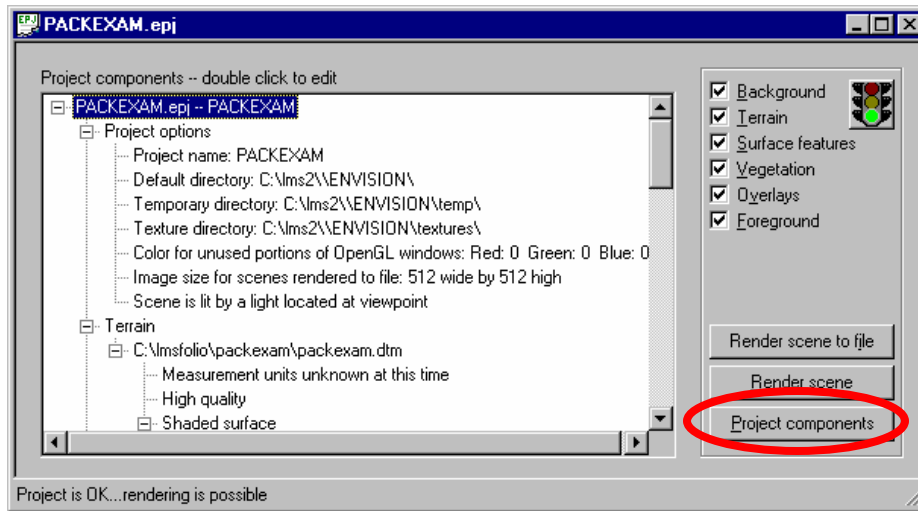 EPJ
PACKEXAM.epj
Project components -- double click to edit
PACKEXAM.epj -- PACKEXAM
Project options
Project name: PACKEXAM
Default directory: C:\lms2\\ENVISION\
Temporary directory: C:\lms2\\ENVISION\temp\
Texture directory: C:\lms2\\ENVISION\textures\
Color for unused portions of OpenGL windows: Red: 0 Green: 0 Blue: 0
Image size for scenes rendered to file: 512 wide by 512 high
Scene is lit by a light located at viewpoint
Terrain
C:\lmsfolio\packexam\packexam.dtm
Measurement units unknown at this time
High quality
Shaded surface
Background
Terrain
Surface features
Vegetation
Overlays
Foreground
Render scene to file
Render scene
Project components
Project is OK...rendering is possible